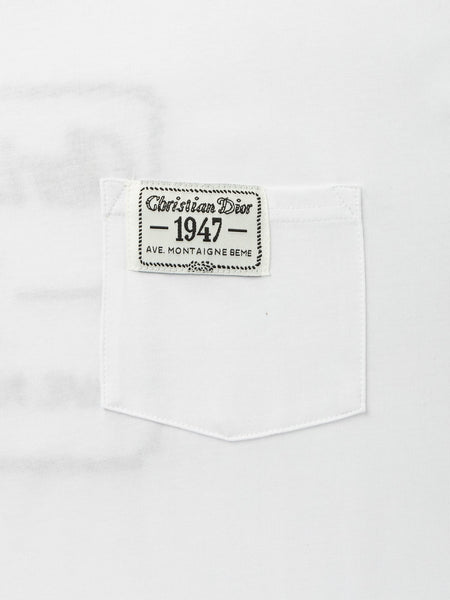 Christian Dior
— 1947 —
AVE. MONTAIGNE 8EME